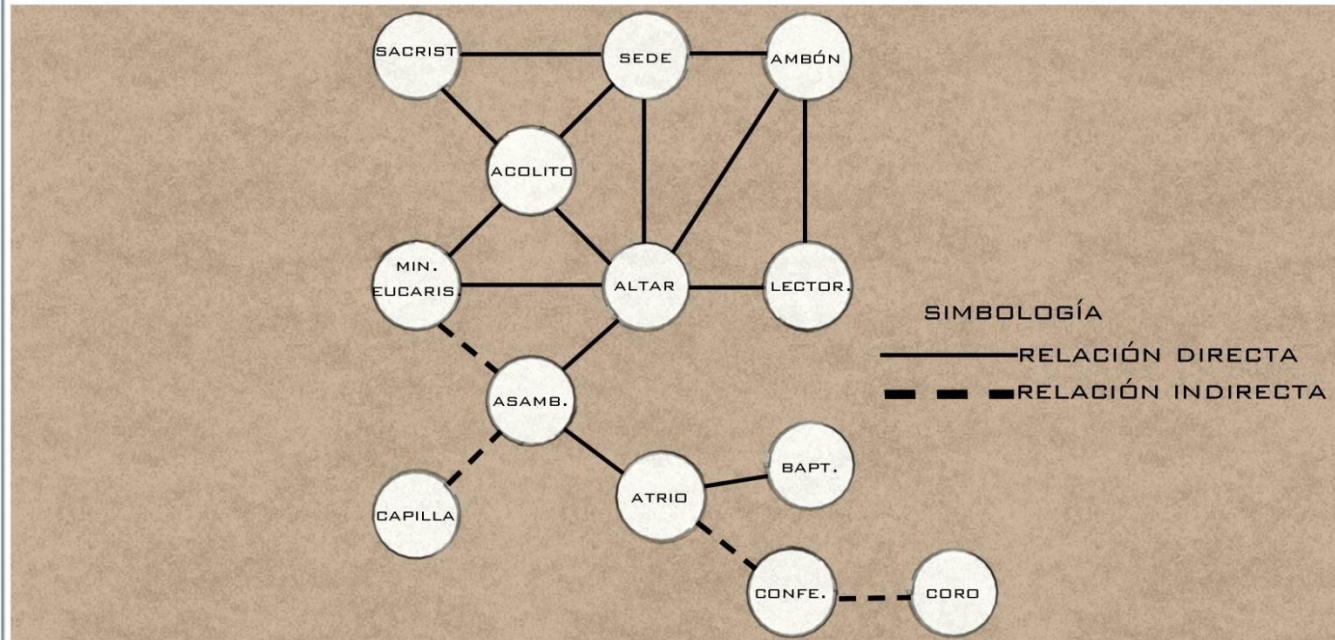 SACRIST
SEDE
AMBÓN
ACOLITO
MIN.
EUCARIS.
ALTAR
LECTOR.
SIMBOLOGÍA
RELACIÓN DIRECTA
RELACIÓN INDIRECTA
ASAMB.
BAPT.
ATRIO
CAPILLA
CONFE.
CORO